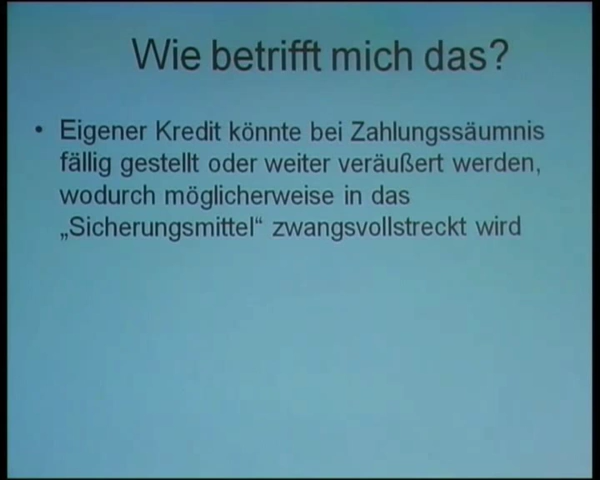 Wie betrifft mich das?
• Eigener Kredit könnte bei Zahlungssäumnis
fällig gestellt oder weiter veräußert werden,
wodurch möglicherweise in das
„Sicherungsmittel“ zwangsvollstreckt wird